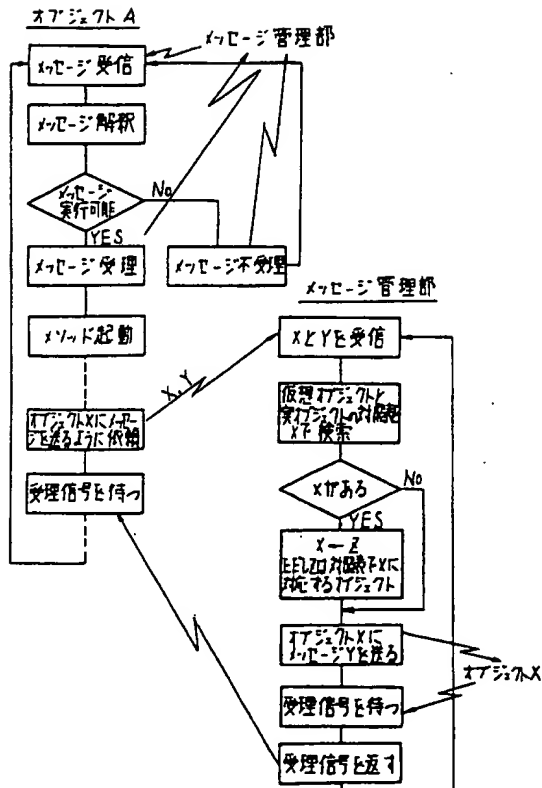 オブジェクトA
メッセージ管理部
メッセージ受信
メッセージ解釈
メッセージ
実行可能
No
YES
メッセージ受理
メッセージ不受理
メソッド起動
オブジェクトXにメッセー
ジを送るように依頼
受理信号を待つ
X,Y
メッセージ管理部
XとYを受信
仮想オブジェクトと
実オブジェクトの対照表
Xで検索
Xがある
No
YES
X←Z
ただしZは対照表でXに
対応するオブジェクト
オブジェクトXに
メッセージYを送る
オブジェクトX
受理信号を待つ
受理信号を返す